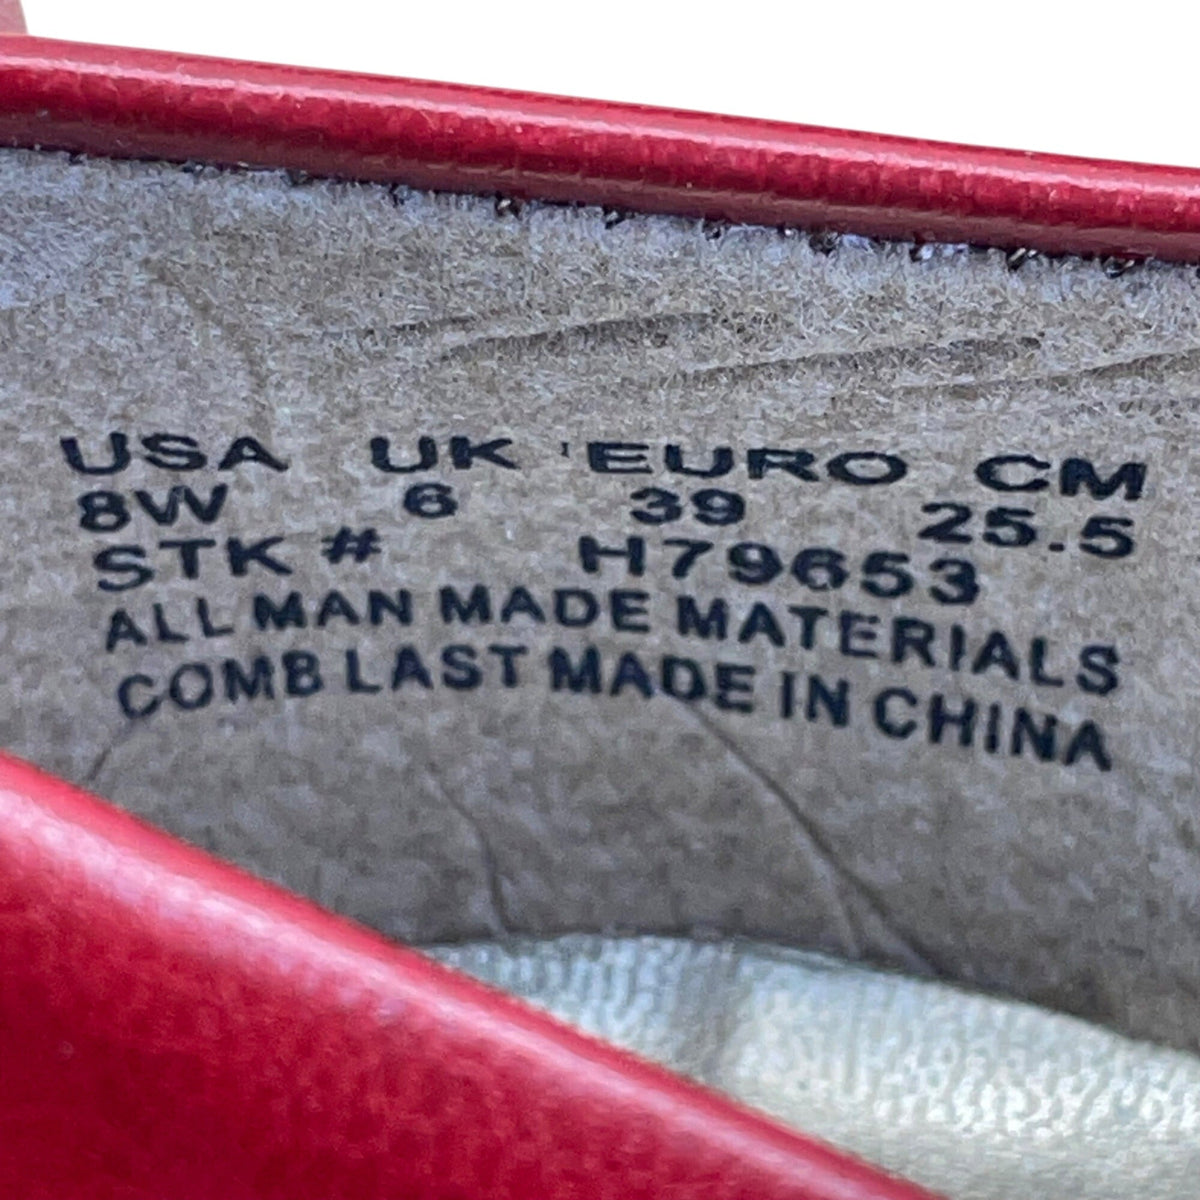 USA UK EURO CM
8W 6 39 25.5
STK # H79653
ALL MAN MADE MATERIALS
COMB LAST MADE IN CHINA